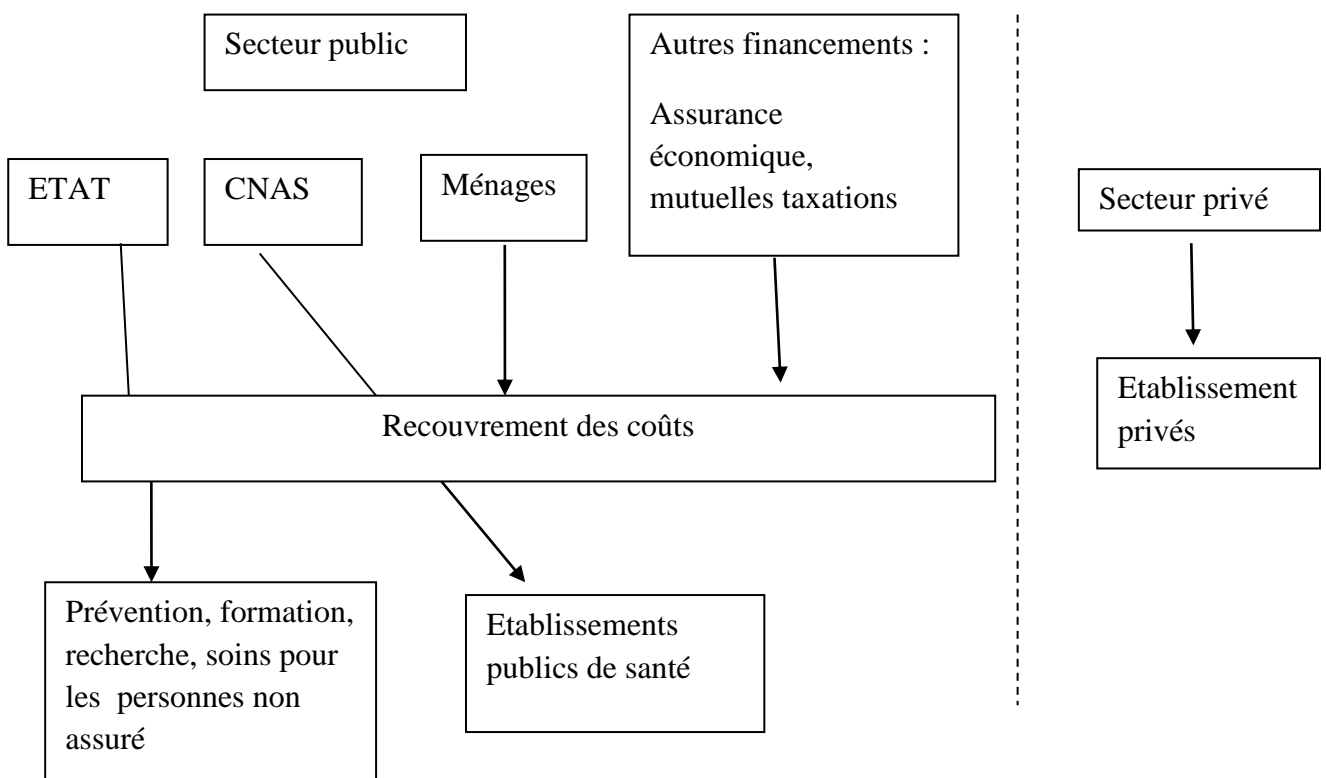 Secteur public
Autres financements :
Assurance
économique,
mutuelles taxations
ETAT
CNAS
Ménages
Secteur privé
Recouvrement des coûts
Etablissement
privés
Prévention, formation,
recherche, soins pour
les personnes non
assuré
Etablissements
publics de santé